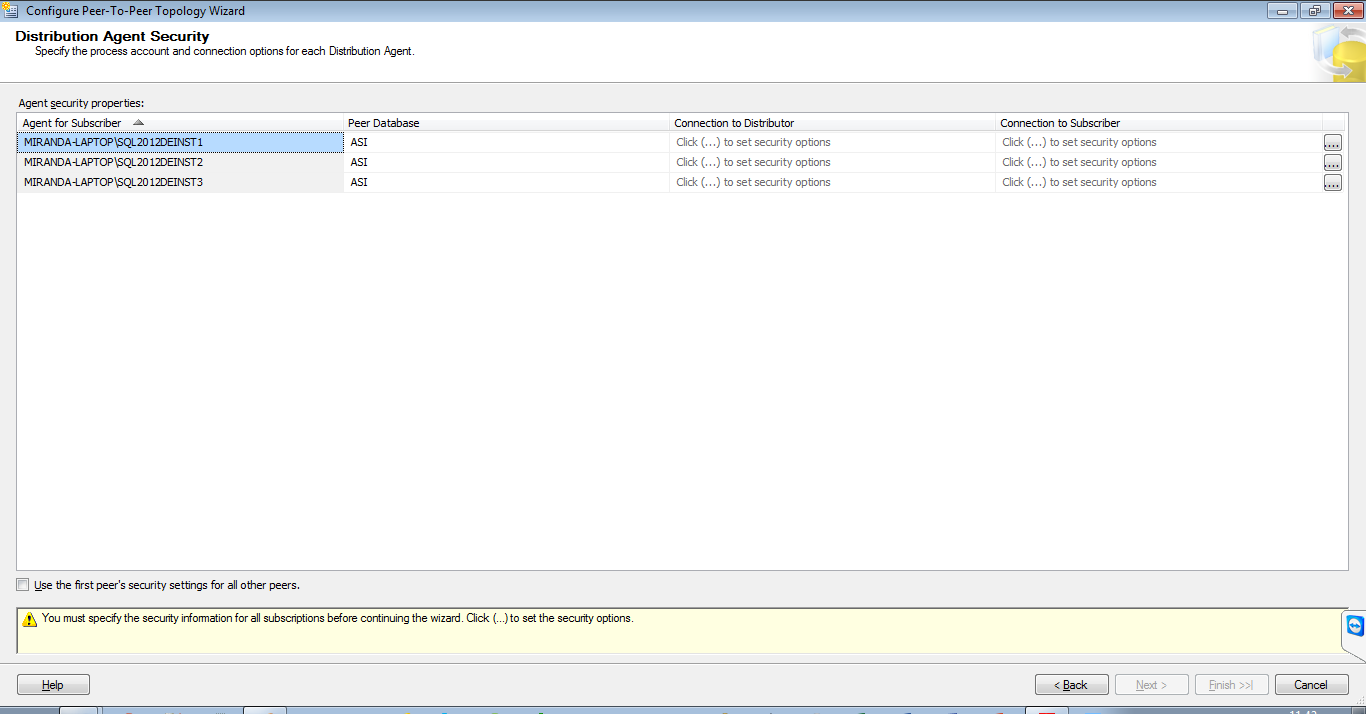 Configure Peer-To-Peer Topology Wizard
Distribution Agent Security
Specify the process account and connection options for each Distribution Agent.
Agent security properties:
Agent for Subscriber Peer Database Connection to Distributor Connection to Subscriber
MIRANDA-LAPTOP\SQL2012DEINST1 ASI Click (...) to set security options Click (...) to set security options ....
MIRANDA-LAPTOP\SQL2012DEINST2 ASI Click (...) to set security options Click (...) to set security options ....
MIRANDA-LAPTOP\SQL2012DEINST3 ASI Click (...) to set security options Click (...) to set security options ....
Use the first peer's security settings for all other peers.
You must specify the security information for all subscriptions before continuing the wizard. Click (...) to set the security options.
Help < Back Next > Finish >>| Cancel